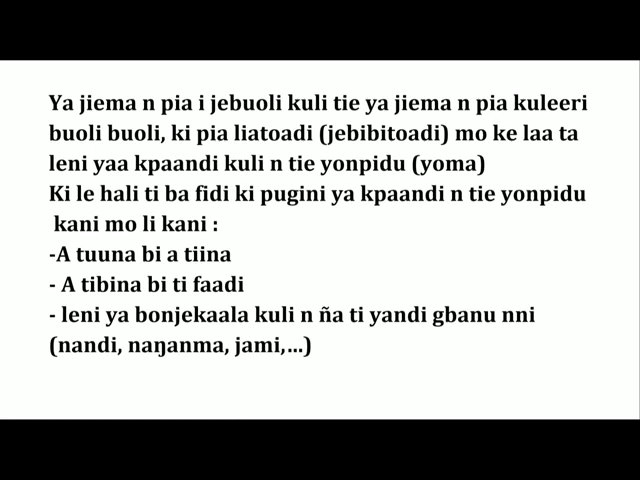 Ya jiema n pia i jebuoli kuli tie ya jiema n pia kuleeri
buoli buoli, ki pia liatoadi (jebibitoadi) mo ke laa ta
leni yaa kpaandi kuli n tie yonpidu (yoma)
Ki le hali ti ba fidi ki pugini ya kpaandi n tie yonpidu
kani mo li kani :
-A tuuna bi a tiina
- A tibina bi ti faadi
- leni ya bonjekaala kuli n ña ti yandi gbanu nni
(nandi, naŋanma, jami,...)